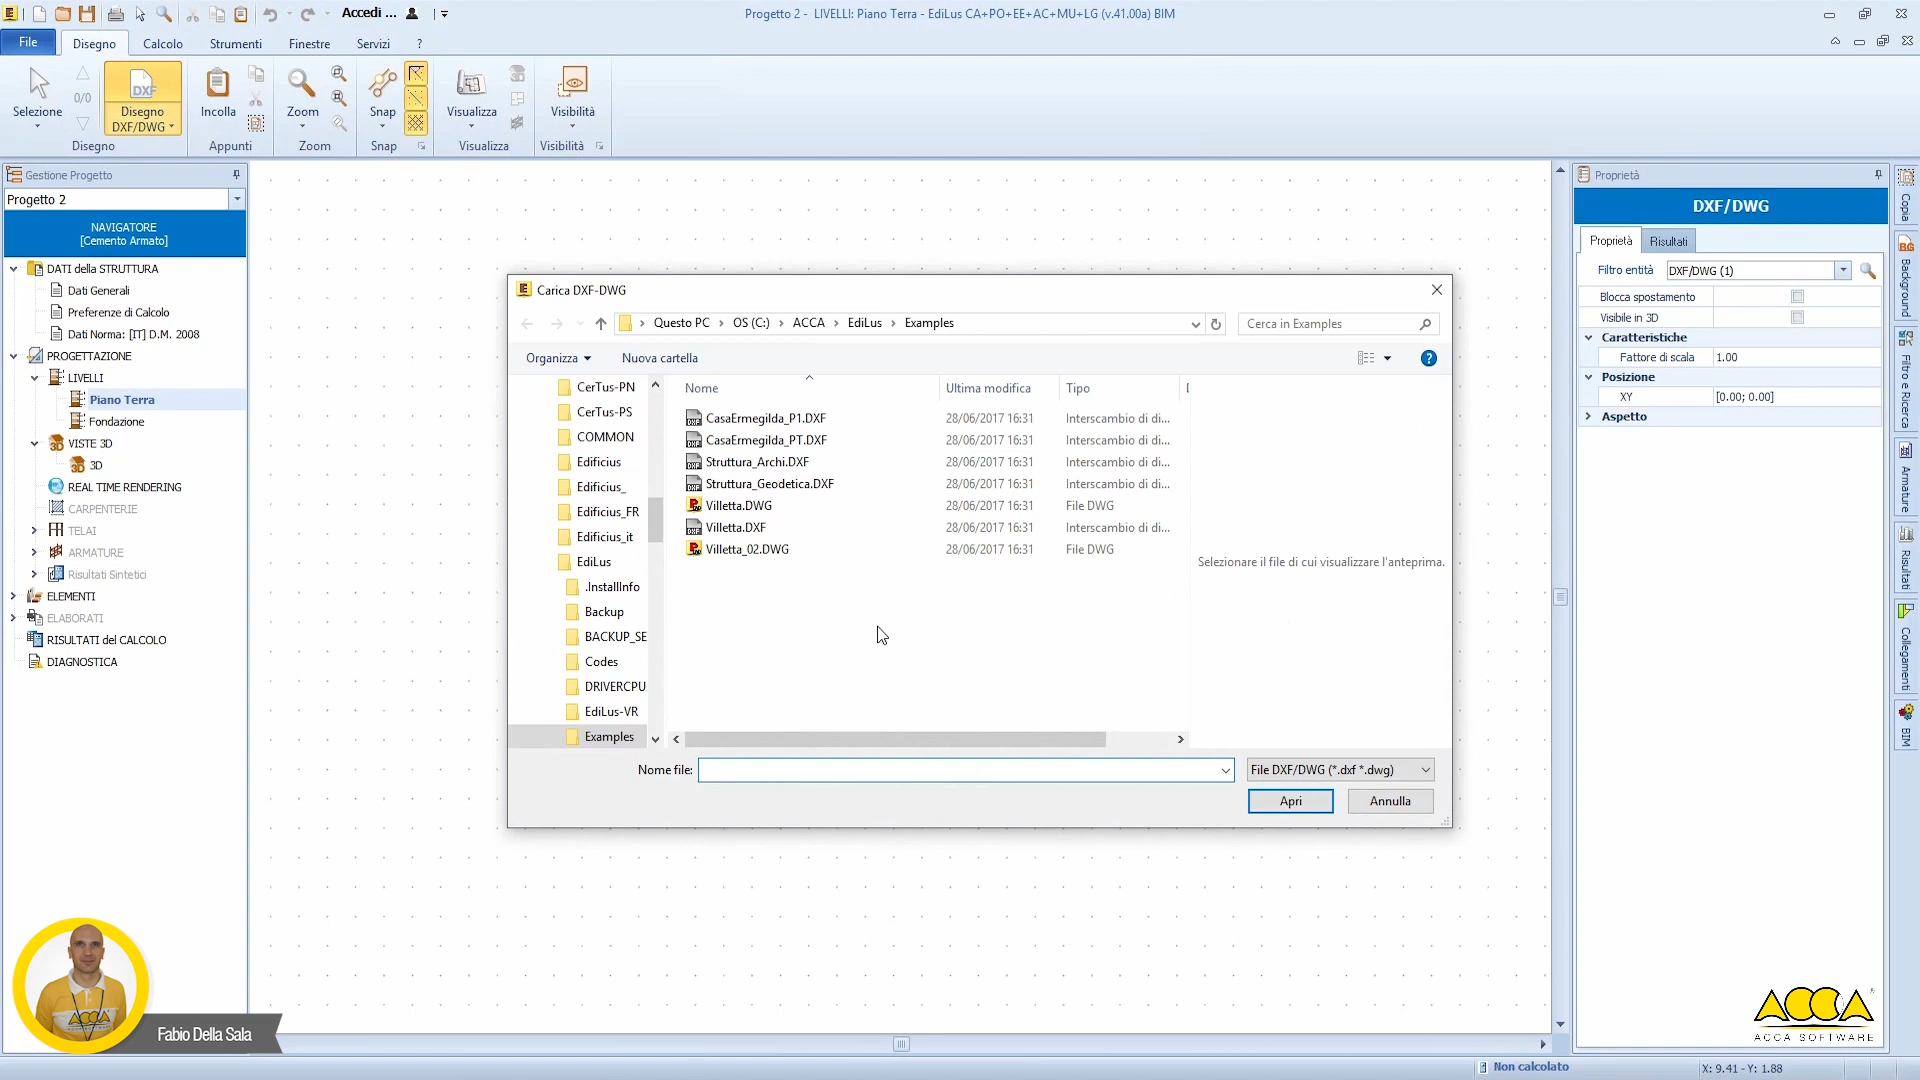 Accedi ...
Progetto 2 - LIVELLI: Piano Terra - EdiLus CA+PO+EE+AC+MU+LG (v.41.00a) BIM
File
Disegno
Calcolo
Strumenti
Finestre
Servizi
?
Selezione
0/0
DXF
Disegno
DXF/DWG
Incolla
Zoom
Snap
Visualizza
Visibilità
Disegno
Appunti
Zoom
Snap
Visualizza
Visibilità
Gestione Progetto
Progetto 2
NAVIGATORE
[Cemento Armato]
DATI della STRUTTURA
Dati Generali
Preferenze di Calcolo
Dati Norma: [IT] D.M. 2008
PROGETTAZIONE
LIVELLI
Piano Terra
Fondazione
VISTE 3D
3D
REAL TIME RENDERING
CARPENTERIE
TELAI
ARMATURE
Risultati Sintetici
ELEMENTI
ELABORATI
RISULTATI del CALCOLO
DIAGNOSTICA
Fabio Della Sala
Carica DXF-DWG
Questo PC > OS (C:) > ACCA > EdiLus > Examples
Cerca in Examples
Organizza
Nuova cartella
CerTus-PN
CerTus-PS
COMMON
Edificius
Edificius_
Edificius_FR
Edificius_it
EdiLus
.InstallInfo
Backup
BACKUP_SE
Codes
DRIVERCPU
EdiLus-VR
Examples
Nome Ultima modifica Tipo
CasaErmegilda_P1.DXF 28/06/2017 16:31 Interscambio di di...
CasaErmegilda_PT.DXF 28/06/2017 16:31 Interscambio di di...
Struttura_Archi.DXF 28/06/2017 16:31 Interscambio di di...
Struttura_Geodetica.DXF 28/06/2017 16:31 Interscambio di di...
Villetta.DWG 28/06/2017 16:31 File DWG
Villetta.DXF 28/06/2017 16:31 Interscambio di di...
Villetta_02.DWG 28/06/2017 16:31 File DWG
Selezionare il file di cui visualizzare l'anteprima.
Nome file:
File DXF/DWG (*.dxf *.dwg)
Apri
Annulla
Proprietà
DXF/DWG
Proprietà
Risultati
Filtro entità DXF/DWG (1)
Blocca spostamento
Visibile in 3D
Caratteristiche
Fattore di scala 1.00
Posizione
XY [0.00; 0.00]
Aspetto
Copia
Background
Filtro e Ricerca
Armature
Risultati
Collegamenti
BIM
ACCA
ACCA SOFTWARE
Non calcolato
X: 9.41 - Y: 1.88